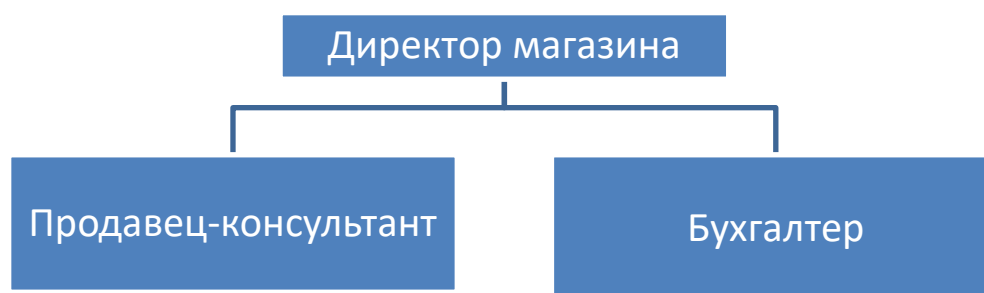 Директор магазина
Продавец-консультант
Бухгалтер